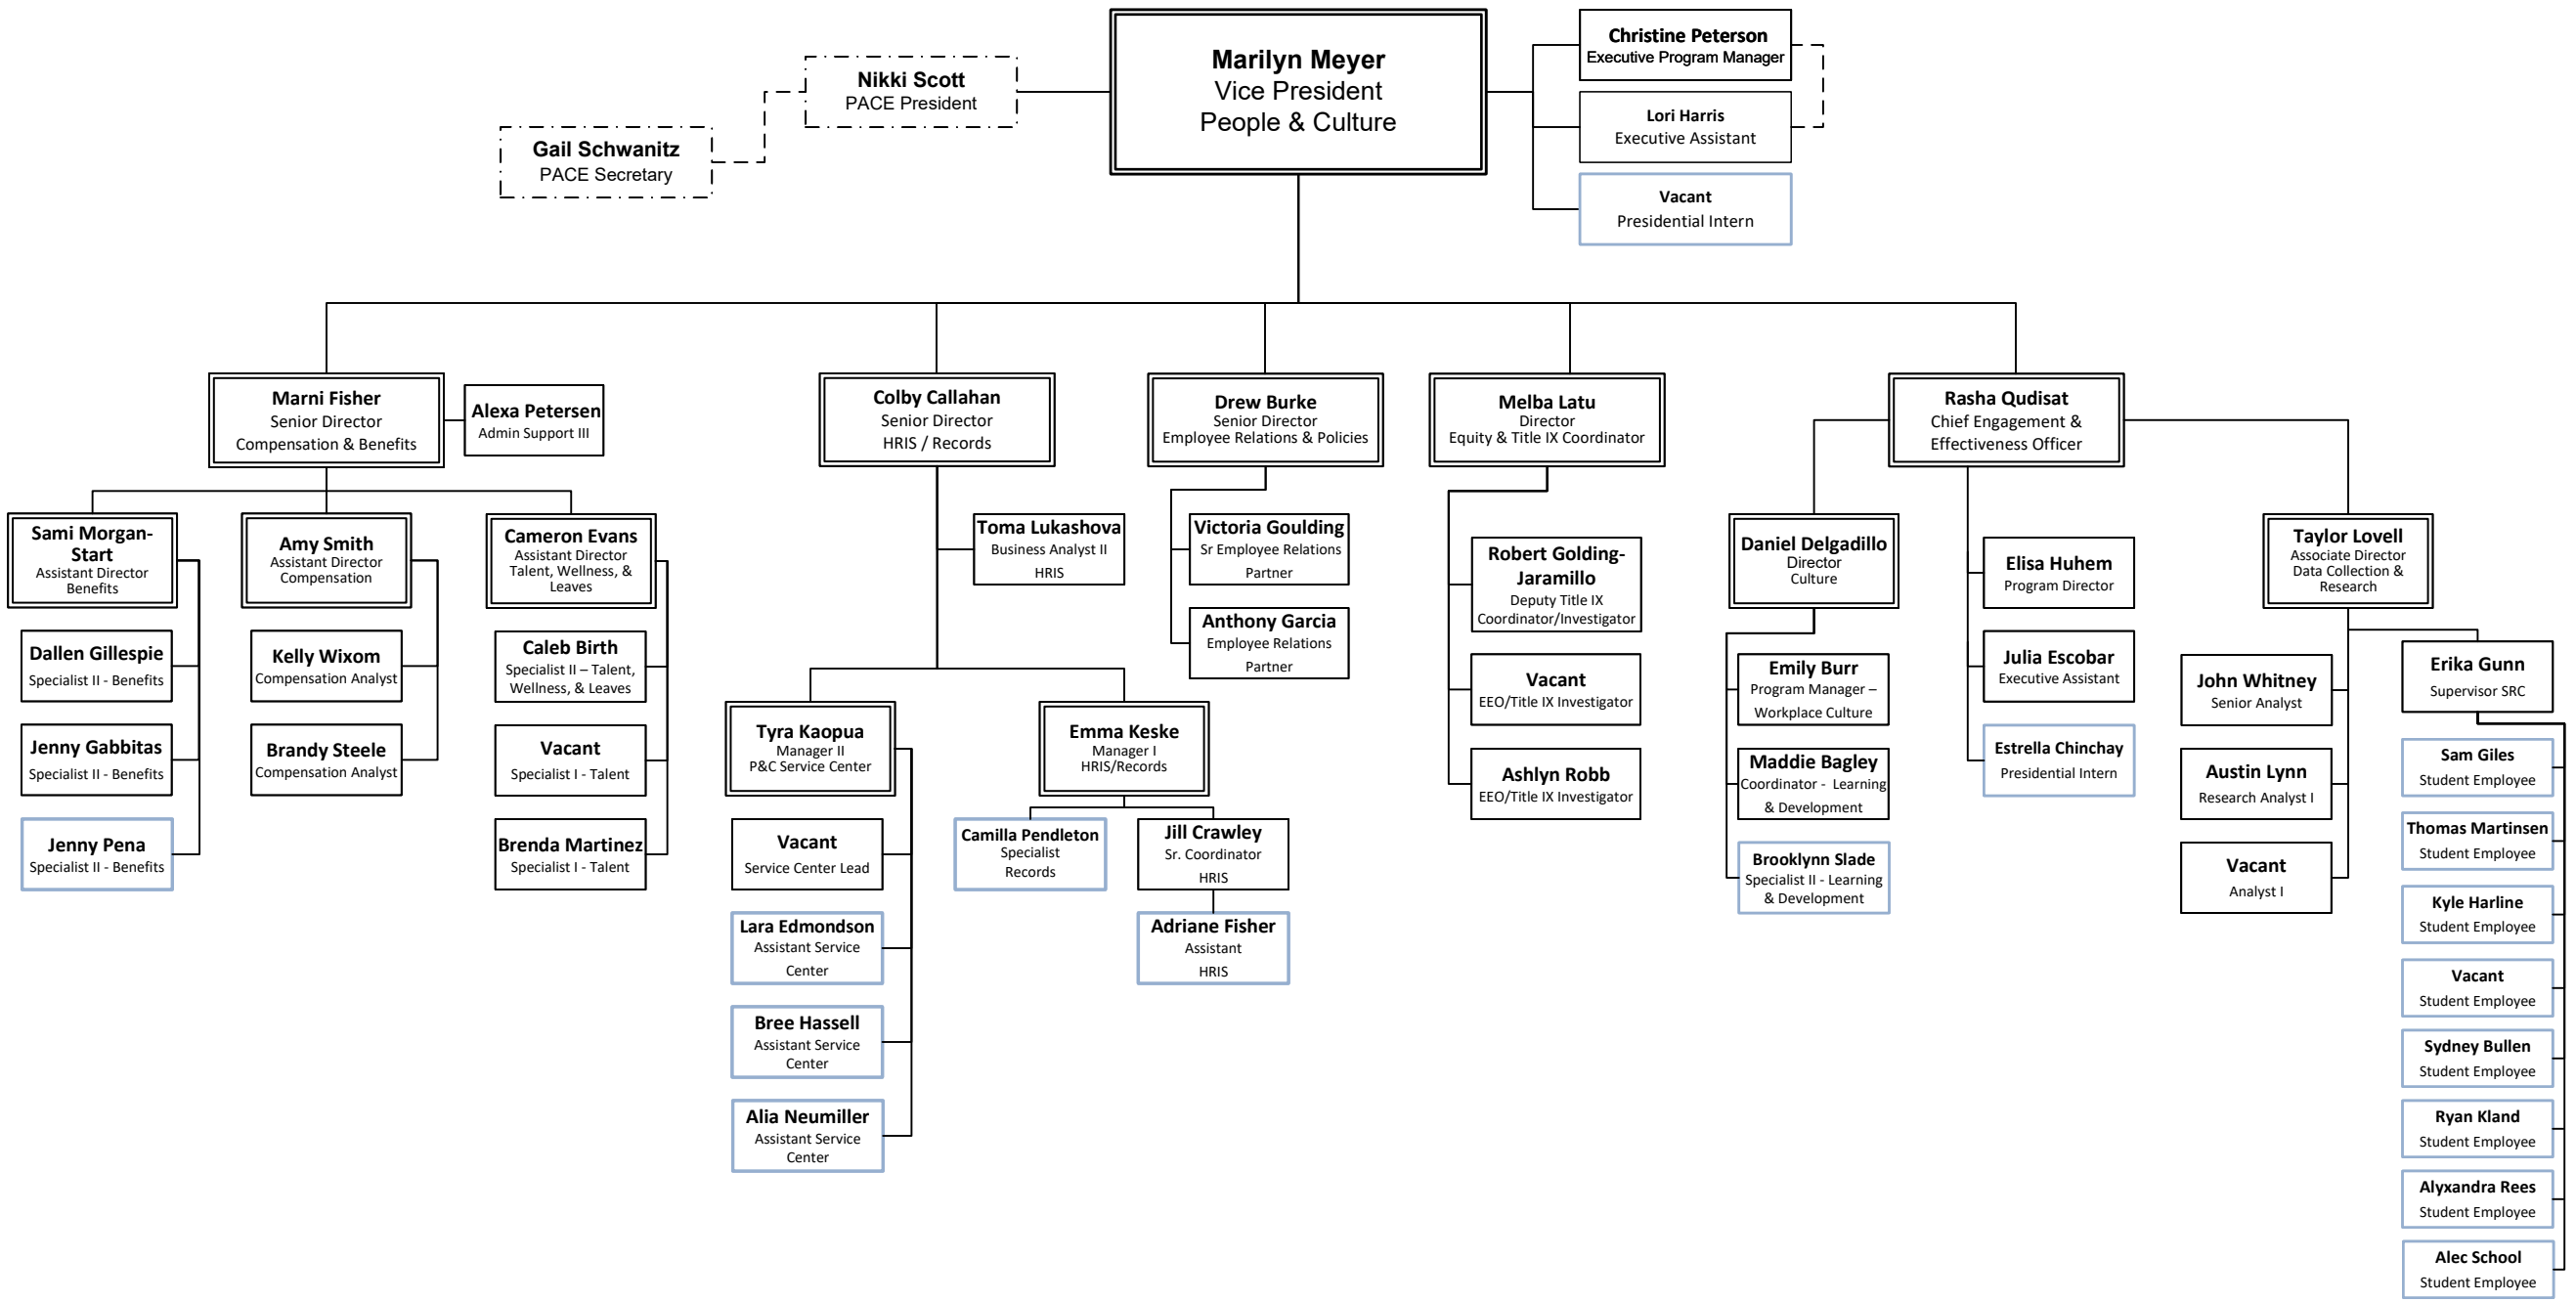 Marilyn Meyer
Vice President
People & Culture
Nikki Scott
PACE President
Gail Schwanitz
PACE Secretary
Christine Peterson
Executive Program Manager
Lori Harris
Executive Assistant
Vacant
Presidential Intern
Marni Fisher
Senior Director
Compensation & Benefits
Alexa Petersen
Admin Support III
Colby Callahan
Senior Director
HRIS / Records
Drew Burke
Senior Director
Employee Relations & Policies
Melba Latu
Director
Equity & Title IX Coordinator
Rasha Qudisat
Chief Engagement &
Effectiveness Officer
Sami Morgan-
Start
Assistant Director
Benefits
Dallen Gillespie
Specialist II - Benefits
Jenny Gabbitas
Specialist II - Benefits
Jenny Pena
Specialist II - Benefits
Amy Smith
Assistant Director
Compensation
Kelly Wixom
Compensation Analyst
Brandy Steele
Compensation Analyst
Cameron Evans
Assistant Director
Talent, Wellness, &
Leaves
Caleb Birth
Specialist II – Talent,
Wellness, & Leaves
Vacant
Specialist I - Talent
Brenda Martinez
Specialist I - Talent
Toma Lukashova
Business Analyst II
HRIS
Tyra Kaopua
Manager II
P&C Service Center
Vacant
Service Center Lead
Lara Edmondson
Assistant Service
Center
Bree Hassell
Assistant Service
Center
Alia Neumiller
Assistant Service
Center
Emma Keske
Manager I
HRIS/Records
Camilla Pendleton
Specialist
Records
Jill Crawley
Sr. Coordinator
HRIS
Adriane Fisher
Assistant
HRIS
Victoria Goulding
Sr Employee Relations
Partner
Anthony Garcia
Employee Relations
Partner
Robert Golding-
Jaramillo
Deputy Title IX
Coordinator/Investigator
Vacant
EEO/Title IX Investigator
Ashlyn Robb
EEO/Title IX Investigator
Daniel Delgadillo
Director
Culture
Emily Burr
Program Manager –
Workplace Culture
Maddie Bagley
Coordinator - Learning
& Development
Brooklynn Slade
Specialist II - Learning
& Development
Elisa Huhem
Program Director
Julia Escobar
Executive Assistant
Estrella Chinchay
Presidential Intern
Taylor Lovell
Associate Director
Data Collection &
Research
John Whitney
Senior Analyst
Austin Lynn
Research Analyst I
Vacant
Analyst I
Erika Gunn
Supervisor SRC
Sam Giles
Student Employee
Thomas Martinsen
Student Employee
Kyle Harline
Student Employee
Vacant
Student Employee
Sydney Bullen
Student Employee
Ryan Kland
Student Employee
Alyxandra Rees
Student Employee
Alec School
Student Employee